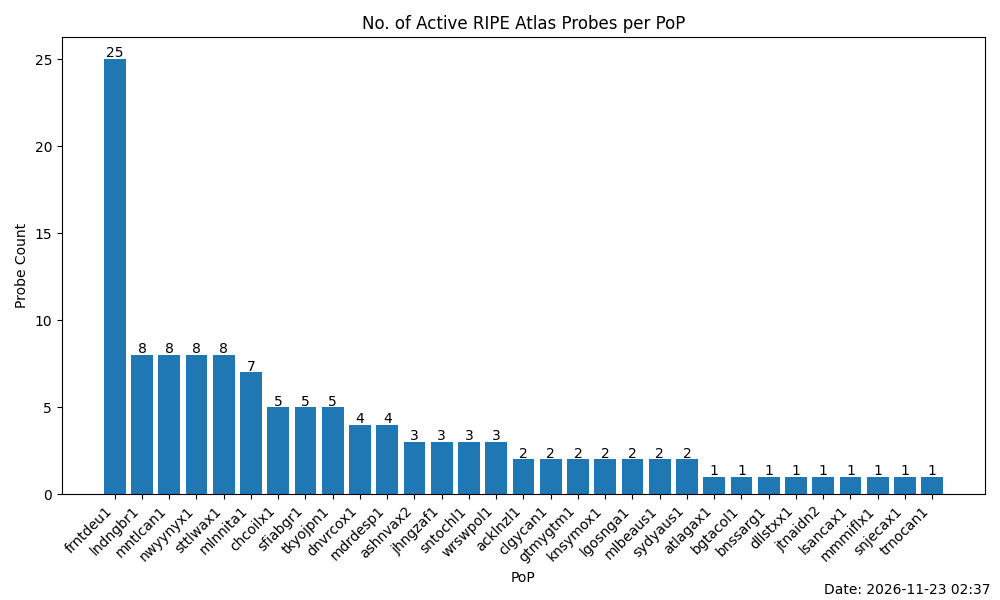 No. of Active RIPE Atlas Probes per PoP
Probe Count
25
20
15
10
5
0
25
8
8
8
8
7
5
5
5
4
4
3
3
3
3
2
2
2
2
2
2
2
1
1
1
1
1
1
1
1
1
frntdeu1
lndngbr1
mntlcan1
nwyynyx1
sttlwax1
mlnnita1
chcoilx1
sfiabgr1
tkyojpn1
dnvrcox1
mdrdesp1
ashnvax2
jhngzaf1
sntochl1
wrswpol1
acklnzl1
clgycan1
gtmygtm1
knsymox1
lgosnga1
mlbeaus1
sydyaus1
atlagax1
bgtacol1
bnssarg1
dllstxx1
jtnaidn2
lsancax1
mmmiflx1
snjecax1
trnocan1
PoP
Date: 2026-11-23 02:37